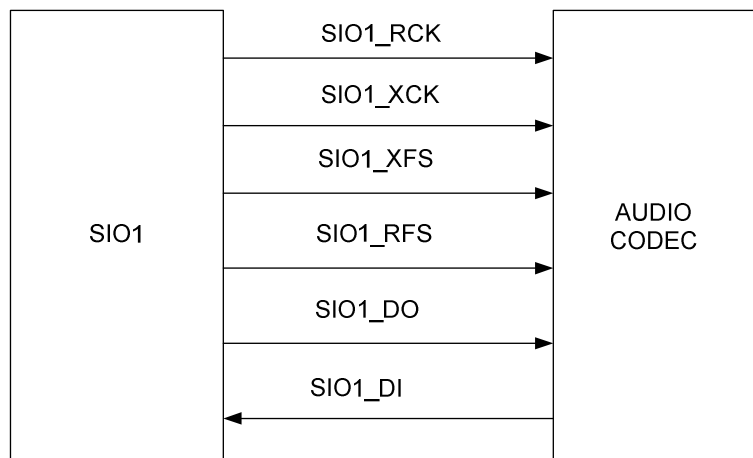 SIO1_RCK
SIO1_XCK
SIO1_XFS
SIO1
SIO1_RFS
AUDIO
CODEC
SIO1_DO
SIO1_DI